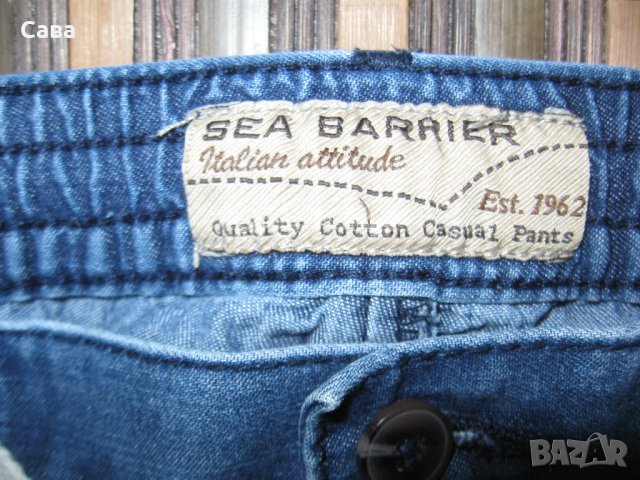 Сава
SEA BARRIER
Italian attitude
Est. 1962
Quality Cotton Casual Pants
BAZAR